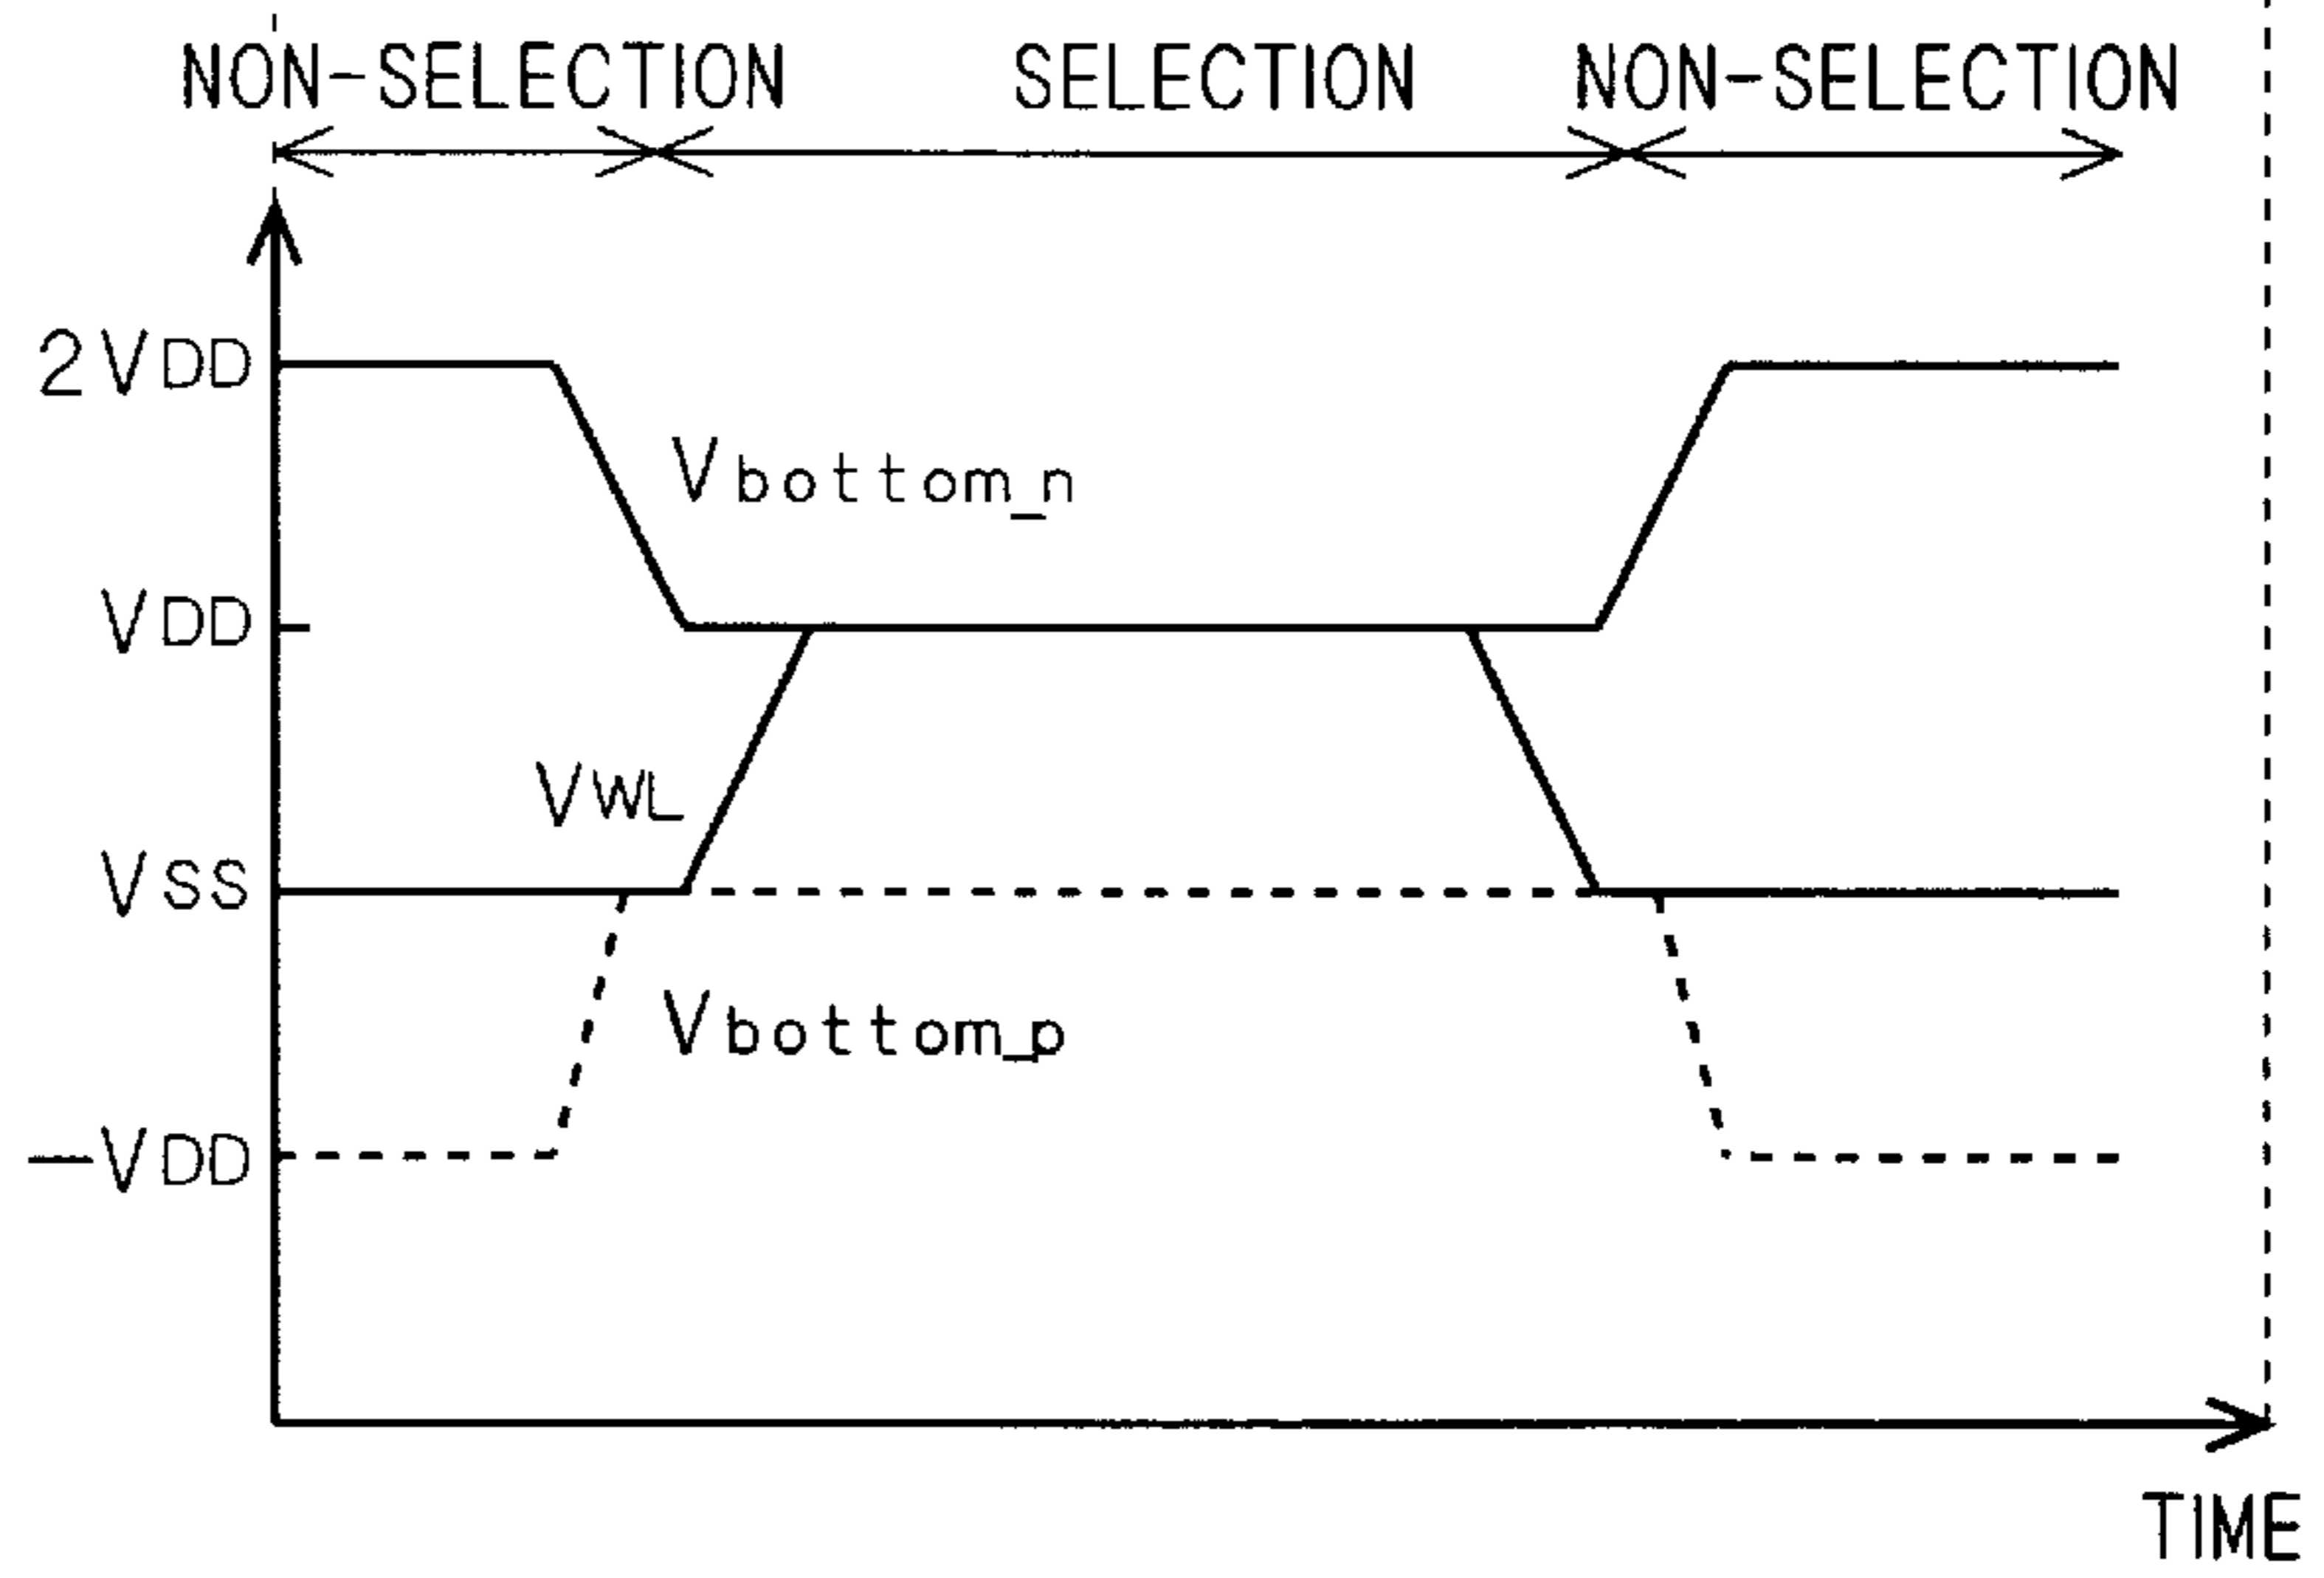 NON-SELECTION SELECTION NON-SELECTION
2VDD
Vbottom_n
VDD
VWL
VSS
Vbottom_p
-VDD
TIME